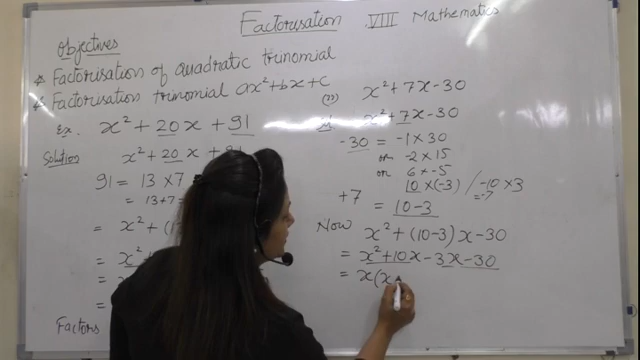 Factorisation VIII Mathematics
Objectives
* Factorisation of quadratic trinomial
* Factorisation trinomial ax²+bx+c
Ex. x² + 20x + 91
Solution x² + 20x + 91
91 = 13 × 7
= 13+7 =
= x² + (1
= x²
=
=
Factors
(ii) x² + 7x - 30
x² + 7x - 30
-30 = -1 × 30
or -2 × 15
or 6 × -5
10 × (-3) / -10 × 3
= -7
+7 = 10 - 3
Now x² + (10-3) x - 30
= x² + 10x - 3x - 30
= x(x